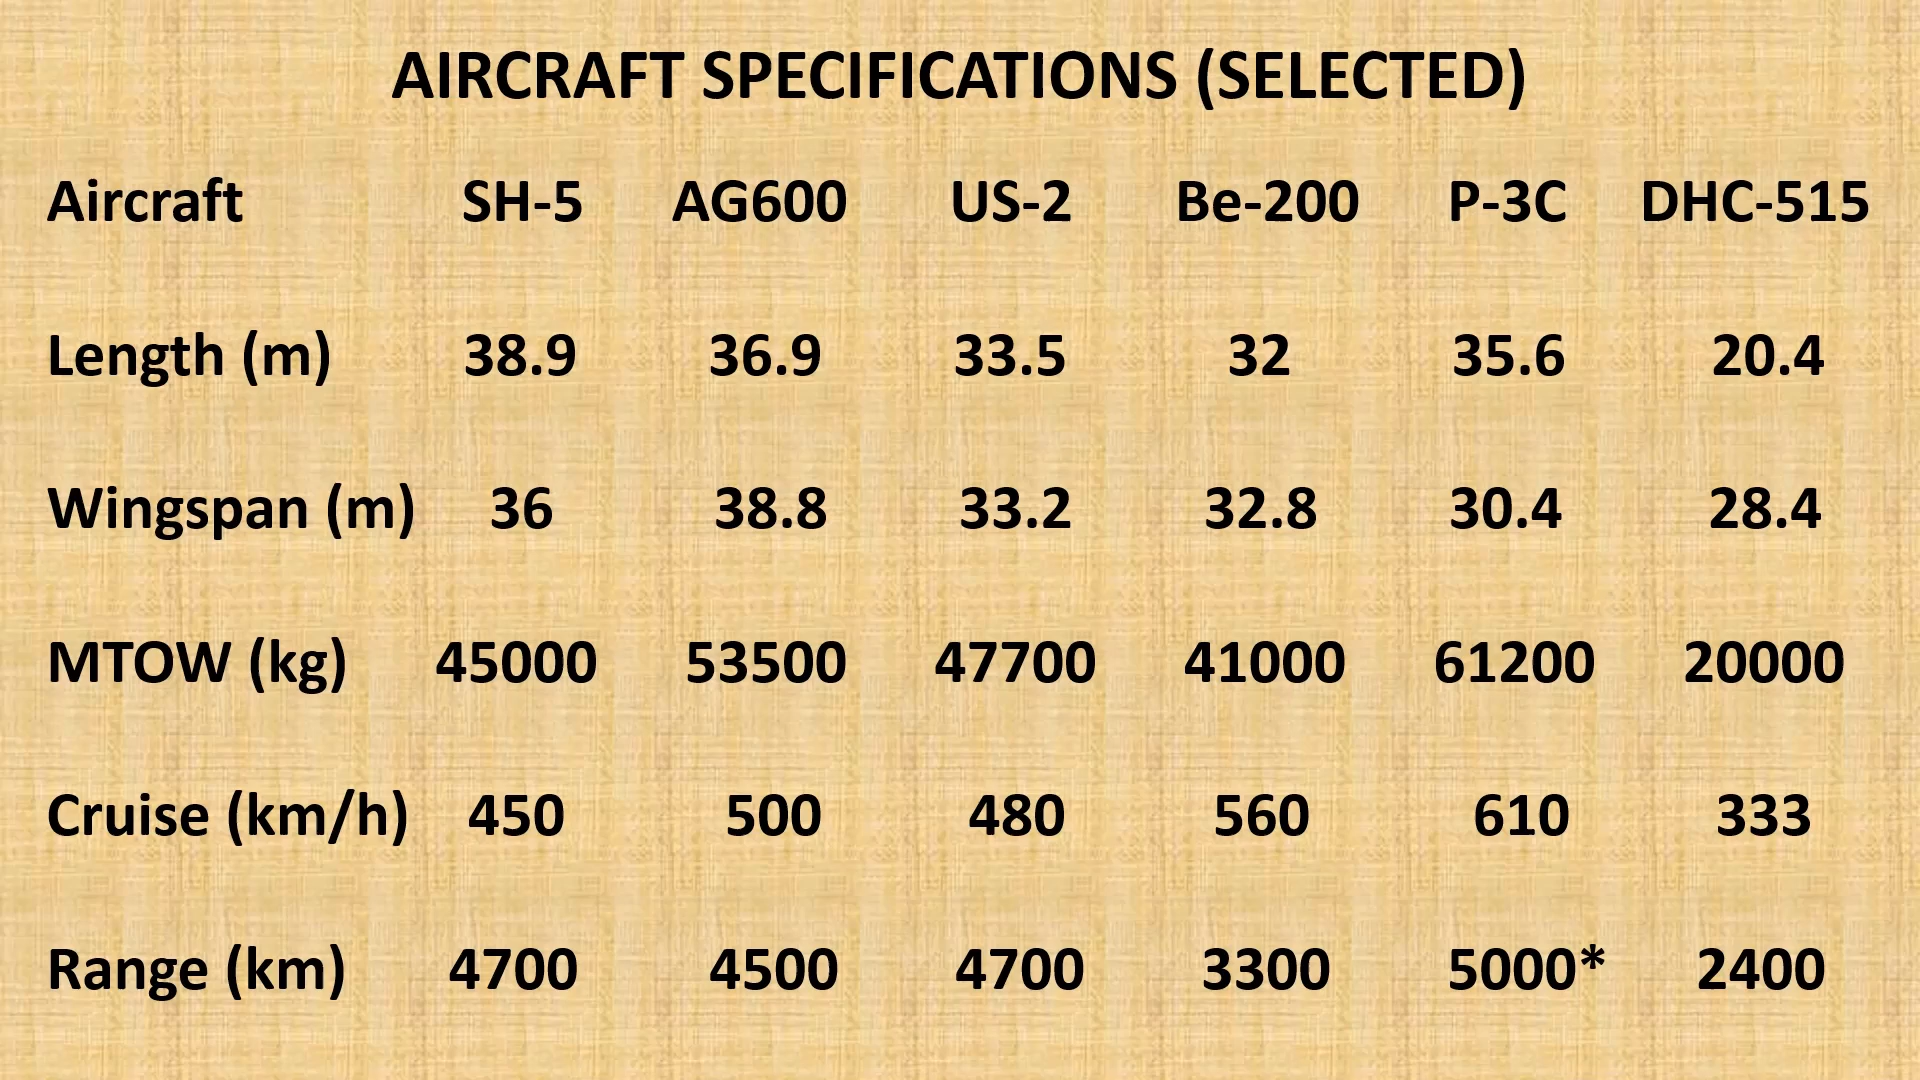 AIRCRAFT SPECIFICATIONS (SELECTED)
Aircraft SH-5 AG600 US-2 Be-200 P-3C DHC-515
Length (m) 38.9 36.9 33.5 32 35.6 20.4
Wingspan (m) 36 38.8 33.2 32.8 30.4 28.4
MTOW (kg) 45000 53500 47700 41000 61200 20000
Cruise (km/h) 450 500 480 560 610 333
Range (km) 4700 4500 4700 3300 5000* 2400